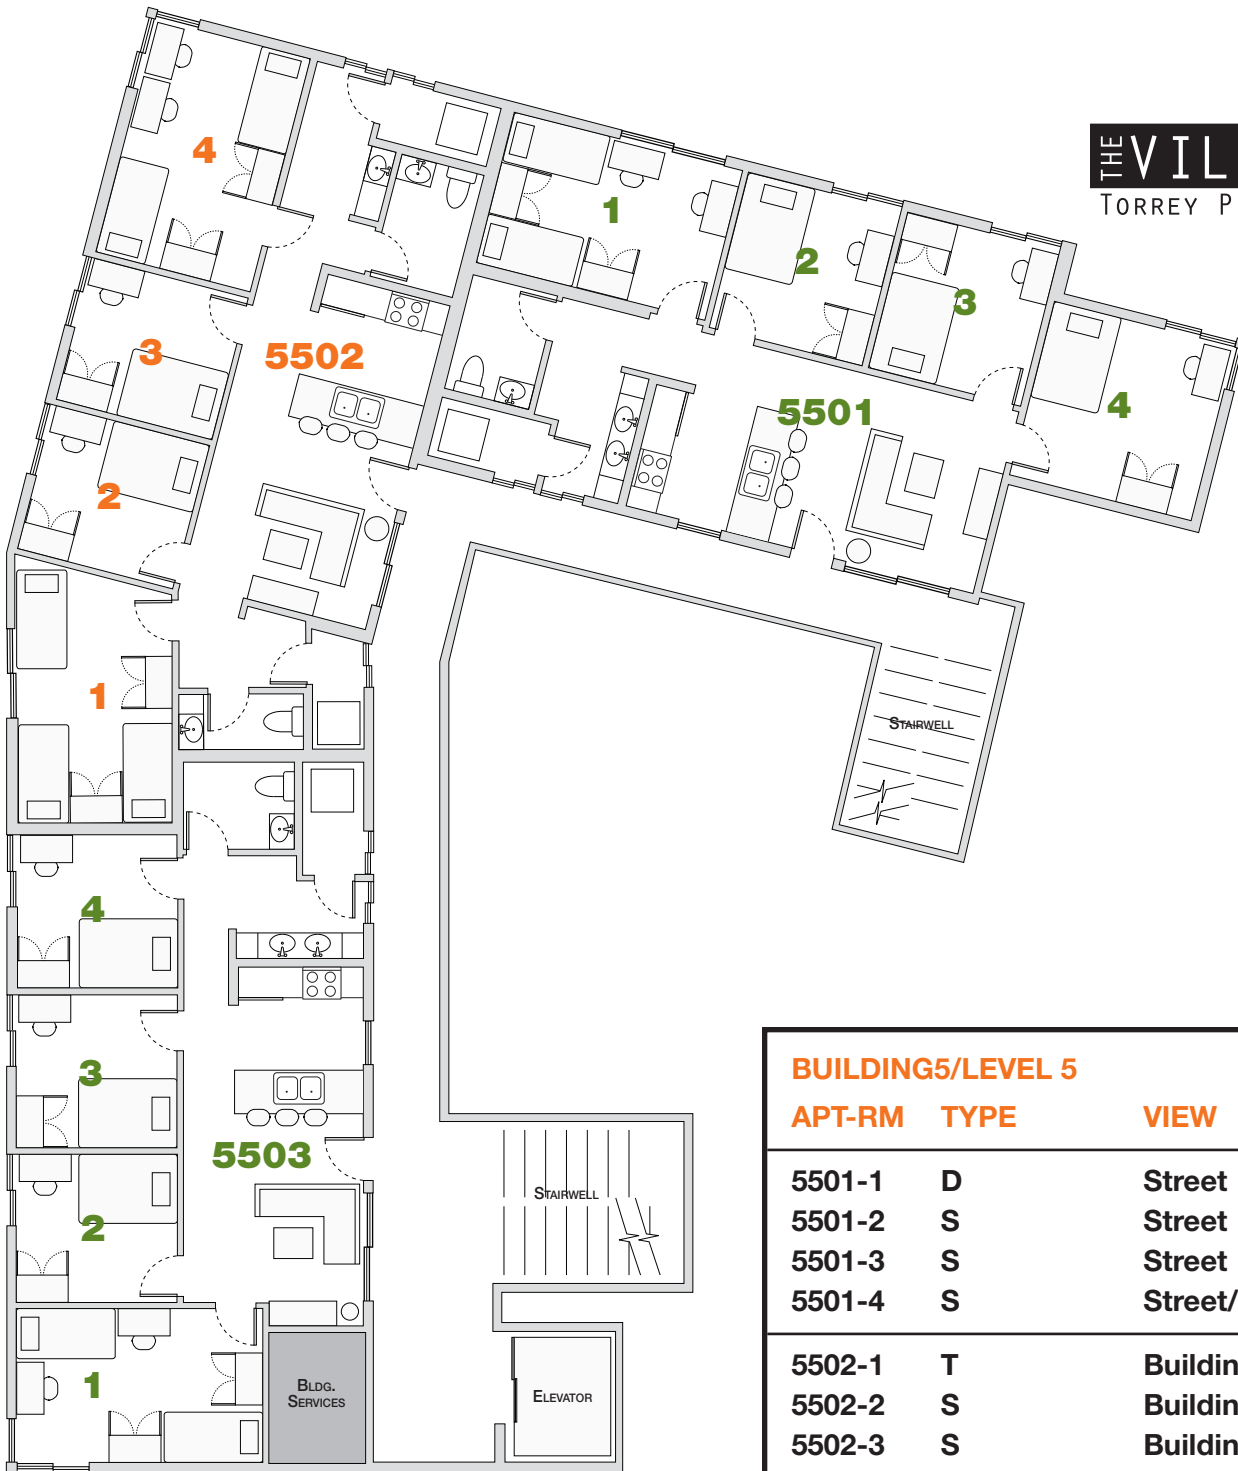 THE VIL
TORREY P
4
1
2
3
4
3
5502
5501
2
1
STAIRWELL
4
3
5503
2
1
STAIRWELL
BLDG.
SERVICES
ELEVATOR
BUILDING5/LEVEL 5
APT-RM TYPE VIEW
5501-1 D Street
5501-2 S Street
5501-3 S Street
5501-4 S Street/
5502-1 T Buildin
5502-2 S Buildin
5502-3 S Buildin